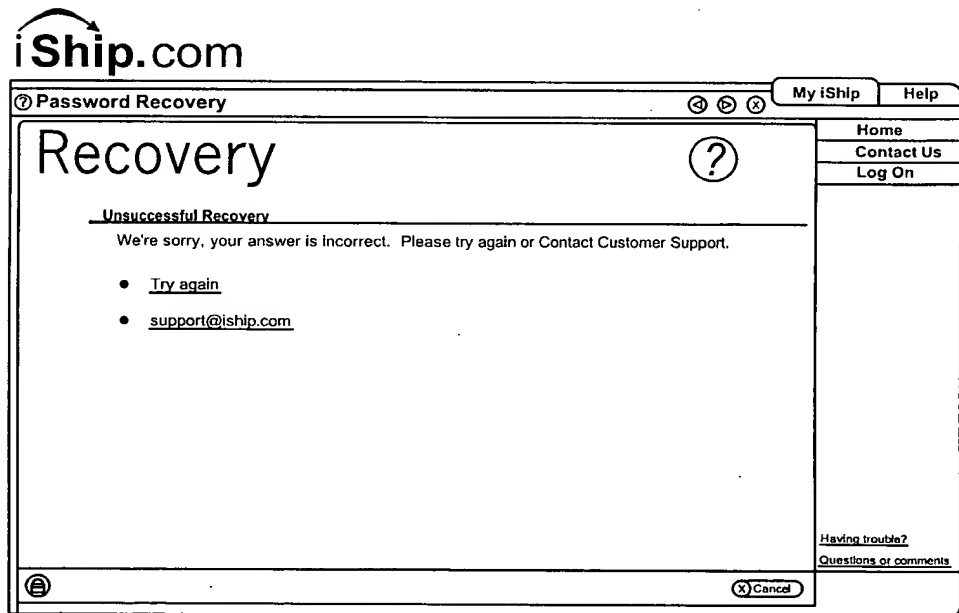 iShip.com
Password Recovery
My iShip
Help
Home
Contact Us
Log On
Recovery
?
Unsuccessful Recovery
We're sorry, your answer is incorrect. Please try again or Contact Customer Support.
Try again
support@iship.com
Having trouble?
Questions or comments
Cancel